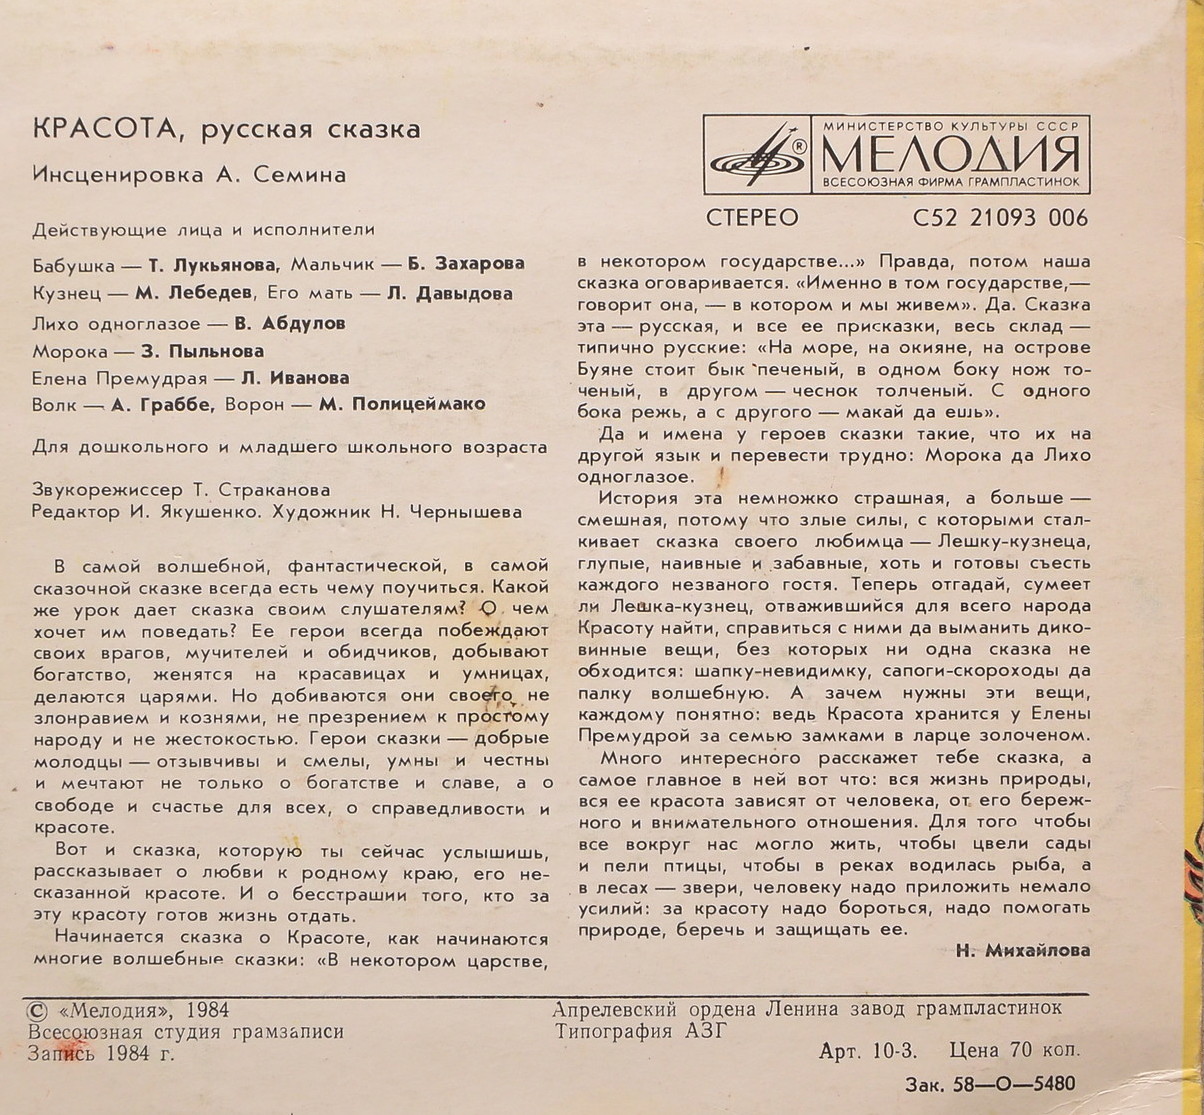 КРАСОТА, русская сказка
Инсценировка А. Семина
Действующие лица и исполнители
Бабушка — Т. Лукьянова, Мальчик — Б. Захарова
Кузнец — М. Лебедев, Его мать — Л. Давыдова
Лихо одноглазое — В. Абдулов
Морока — З. Пыльнова
Елена Премудрая — Л. Иванова
Волк — А. Граббе, Ворон — М. Полицеймако
Для дошкольного и младшего школьного возраста
Звукорежиссер Т. Страканова
Редактор И. Якушенко. Художник Н. Чернышева
В самой волшебной, фантастической, в самой
сказочной сказке всегда есть чему поучиться. Какой
же урок дает сказка своим слушателям? О чем
хочет им поведать? Ее герои всегда побеждают
своих врагов, мучителей и обидчиков, добывают
богатство, женятся на красавицах и умницах,
делаются царями. Но добиваются они своего не
злонравием и кознями, не презрением к простому
народу и не жестокостью. Герои сказки — добрые
молодцы — отзывчивы и смелы, умны и честны
и мечтают не только о богатстве и славе, а о
свободе и счастье для всех, о справедливости и
красоте.
Вот и сказка, которую ты сейчас услышишь,
рассказывает о любви к родному краю, его не-
сказанной красоте. И о бесстрашии того, кто за
эту красоту готов жизнь отдать.
Начинается сказка о Красоте, как начинаются
многие волшебные сказки: «В некотором царстве,
МИНИСТЕРСТВО КУЛЬТУРЫ СССР
МЕЛОДИЯ
ВСЕСОЮЗНАЯ ФИРМА ГРАМПЛАСТИНОК
®
СТЕРЕО С52 21093 006
в некотором государстве...» Правда, потом наша
сказка оговаривается. «Именно в том государстве,—
говорит она, — в котором и мы живем». Да. Сказка
эта — русская, и все ее присказки, весь склад —
типично русские: «На море, на окияне, на острове
Буяне стоит бык печеный, в одном боку нож то-
ченый, в другом — чеснок толченый. С одного
бока режь, а с другого — макай да ешь».
Да и имена у героев сказки такие, что их на
другой язык и перевести трудно: Морока да Лихо
одноглазое.
История эта немножко страшная, а больше —
смешная, потому что злые силы, с которыми стал-
кивает сказка своего любимца — Лешку-кузнеца,
глупые, наивные и забавные, хоть и готовы съесть
каждого незваного гостя. Теперь отгадай, сумеет
ли Лешка-кузнец, отважившийся для всего народа
Красоту найти, справиться с ними да выманить дико-
винные вещи, без которых ни одна сказка не
обходится: шапку-невидимку, сапоги-скороходы да
палку волшебную. А зачем нужны эти вещи,
каждому понятно: ведь Красота хранится у Елены
Премудрой за семью замками в ларце золоченом.
Много интересного расскажет тебе сказка, а
самое главное в ней вот что: вся жизнь природы,
вся ее красота зависят от человека, от его береж-
ного и внимательного отношения. Для того чтобы
все вокруг нас могло жить, чтобы цвели сады
и пели птицы, чтобы в реках водилась рыба, а
в лесах — звери, человеку надо приложить немало
усилий: за красоту надо бороться, надо помогать
природе, беречь и защищать ее.
Н. Михайлова
© «Мелодия», 1984
Всесоюзная студия грамзаписи
Запись 1984 г.
Апрелевский ордена Ленина завод грампластинок
Типография АЗГ
Арт. 10-3. Цена 70 коп.
Зак. 58—О—5480